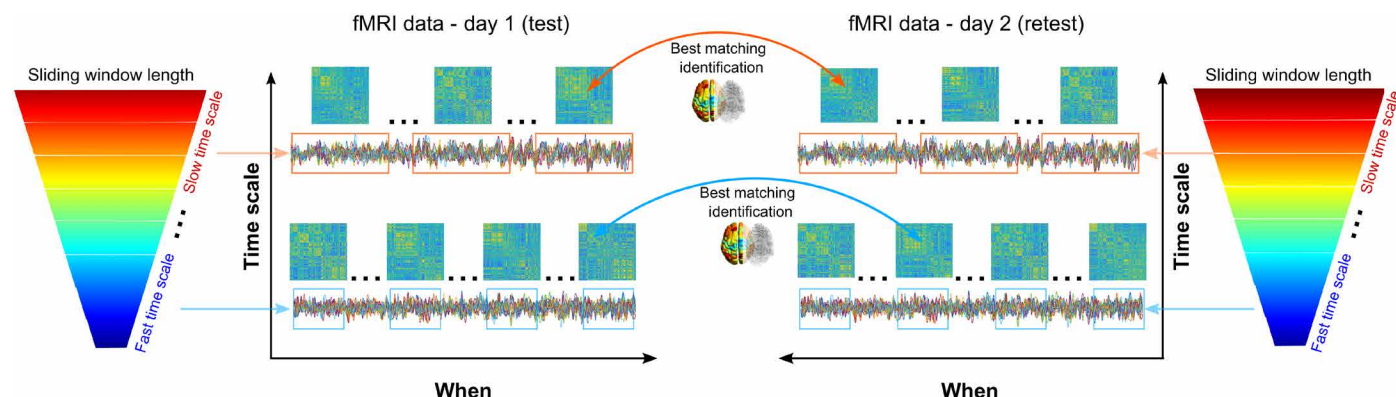 fMRI data - day 1 (test)
fMRI data - day 2 (retest)
Sliding window length
Slow time scale
Fast time scale
Time scale
Best matching
identification
Best matching
identification
When
Time scale
Sliding window length
Slow time scale
Fast time scale
When